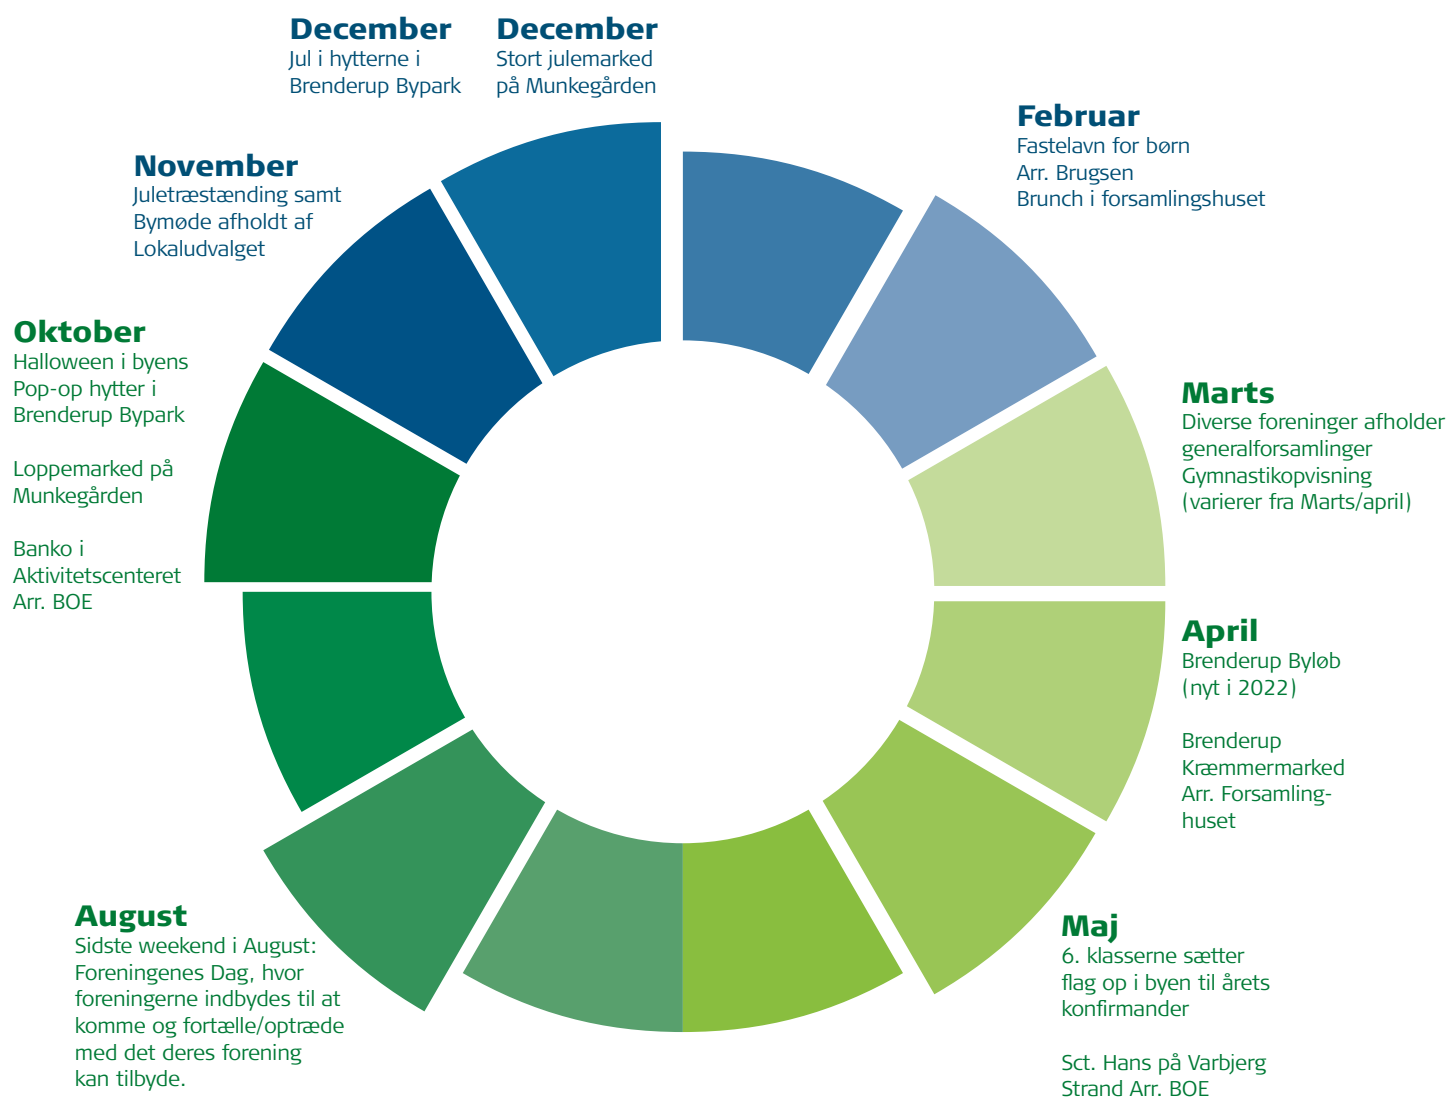 December
Jul i hytterne i
Brenderup Bypark
December
Stort julemarked
på Munkegården
Februar
Fastelavn for børn
Arr. Brugsen
Brunch i forsamlingshuset
Marts
Diverse foreninger afholder
generalforsamlinger
Gymnastikopvisning
(varierer fra Marts/april)
April
Brenderup Byløb
(nyt i 2022)
Brenderup
Kræmmermarked
Arr. Forsamling-
huset
Maj
6. klasserne sætter
flag op i byen til årets
konfirmander
Sct. Hans på Varbjerg
Strand Arr. BOE
August
Sidste weekend i August:
Foreningenes Dag, hvor
foreningerne indbydes til at
komme og fortælle/optræde
med det deres forening
kan tilbyde.
Oktober
Halloween i byens
Pop-op hytter i
Brenderup Bypark
Loppemarked på
Munkegården
Banko i
Aktivitetscenteret
Arr. BOE
November
Juletræstænding samt
Bymøde afholdt af
Lokaludvalget